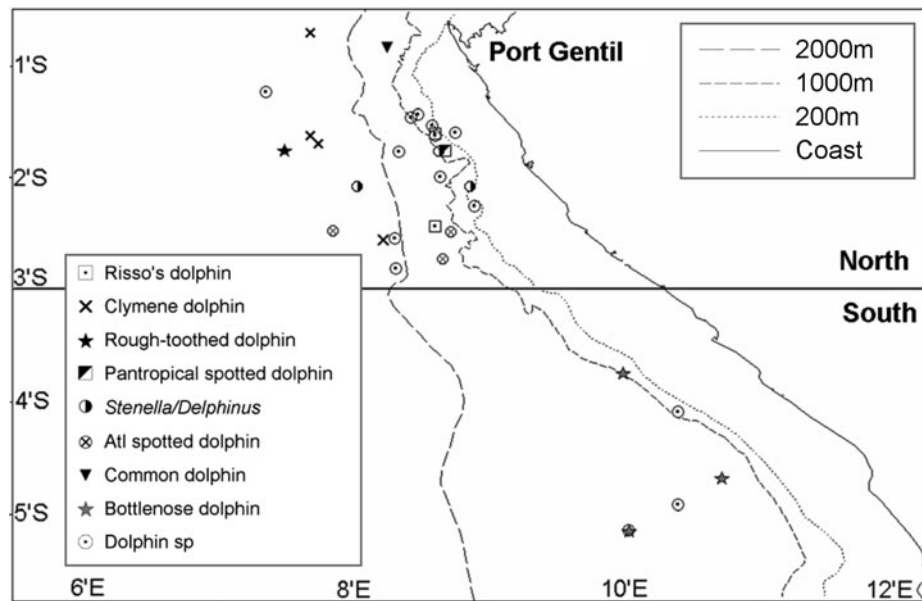 Port Gentil
2000m
1000m
200m
Coast
1'S
2'S
3'S
4'S
5'S
North
South
Risso's dolphin
Clymene dolphin
Rough-toothed dolphin
Pantropical spotted dolphin
Stenella/Delphinus
Atl spotted dolphin
Common dolphin
Bottlenose dolphin
Dolphin sp
6'E
8'E
10'E
12'E